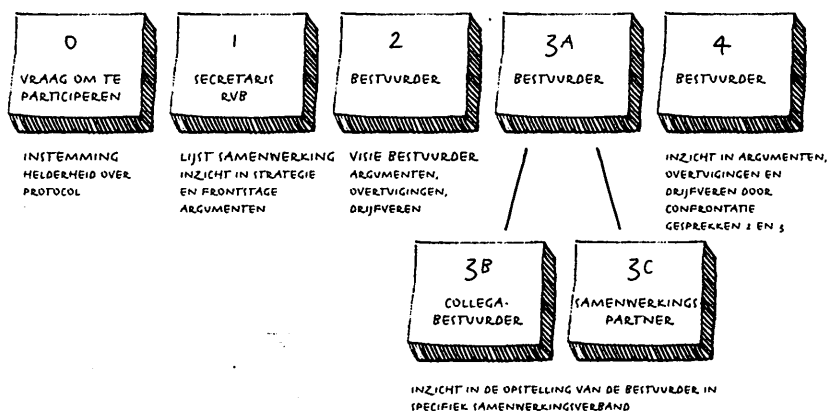 0
VRAAG OM TE
PARTICIPEREN
INSTEMMING
HELDERHEID OVER
PROTOCOL
1
SECRETARIS
RVB
LIJST SAMENWERKING
INZICHT IN STRATEGIE
EN FRONTSTAGE
ARGUMENTEN
2
BESTUURDER
VISIE BESTUURDER
ARGUMENTEN,
OVERTUIGINGEN,
DRIJFVEREN
3A
BESTUURDER
4
BESTUURDER
INZICHT IN ARGUMENTEN,
OVERTUIGINGEN EN
DRIJFVEREN DOOR
CONFRONTATIE
GESPREKKEN 2 EN 3
3B
COLLEGA-
BESTUURDER
3C
SAMENWERKINGS
PARTNER
INZICHT IN DE OPSTELLING VAN DE BESTUURDER IN
SPECIFIEK SAMENWERKINGSVERBAND